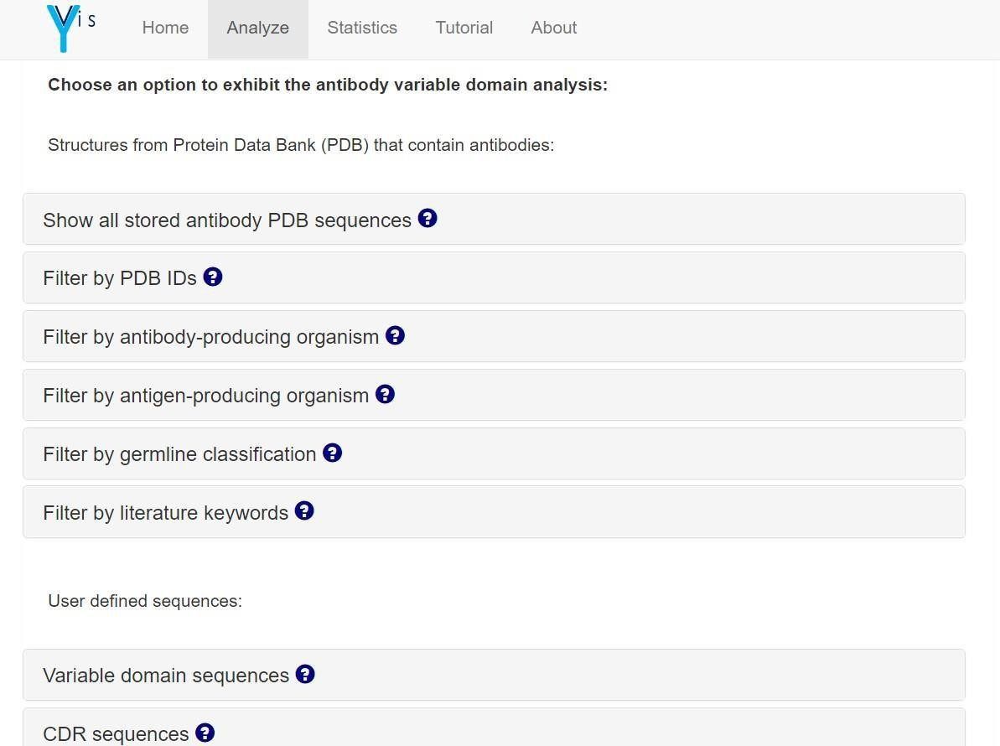 Yis
Home
Analyze
Statistics
Tutorial
About
Choose an option to exhibit the antibody variable domain analysis:
Structures from Protein Data Bank (PDB) that contain antibodies:
Show all stored antibody PDB sequences ?
Filter by PDB IDs ?
Filter by antibody-producing organism ?
Filter by antigen-producing organism ?
Filter by germline classification ?
Filter by literature keywords ?
User defined sequences:
Variable domain sequences ?
CDR sequences ?